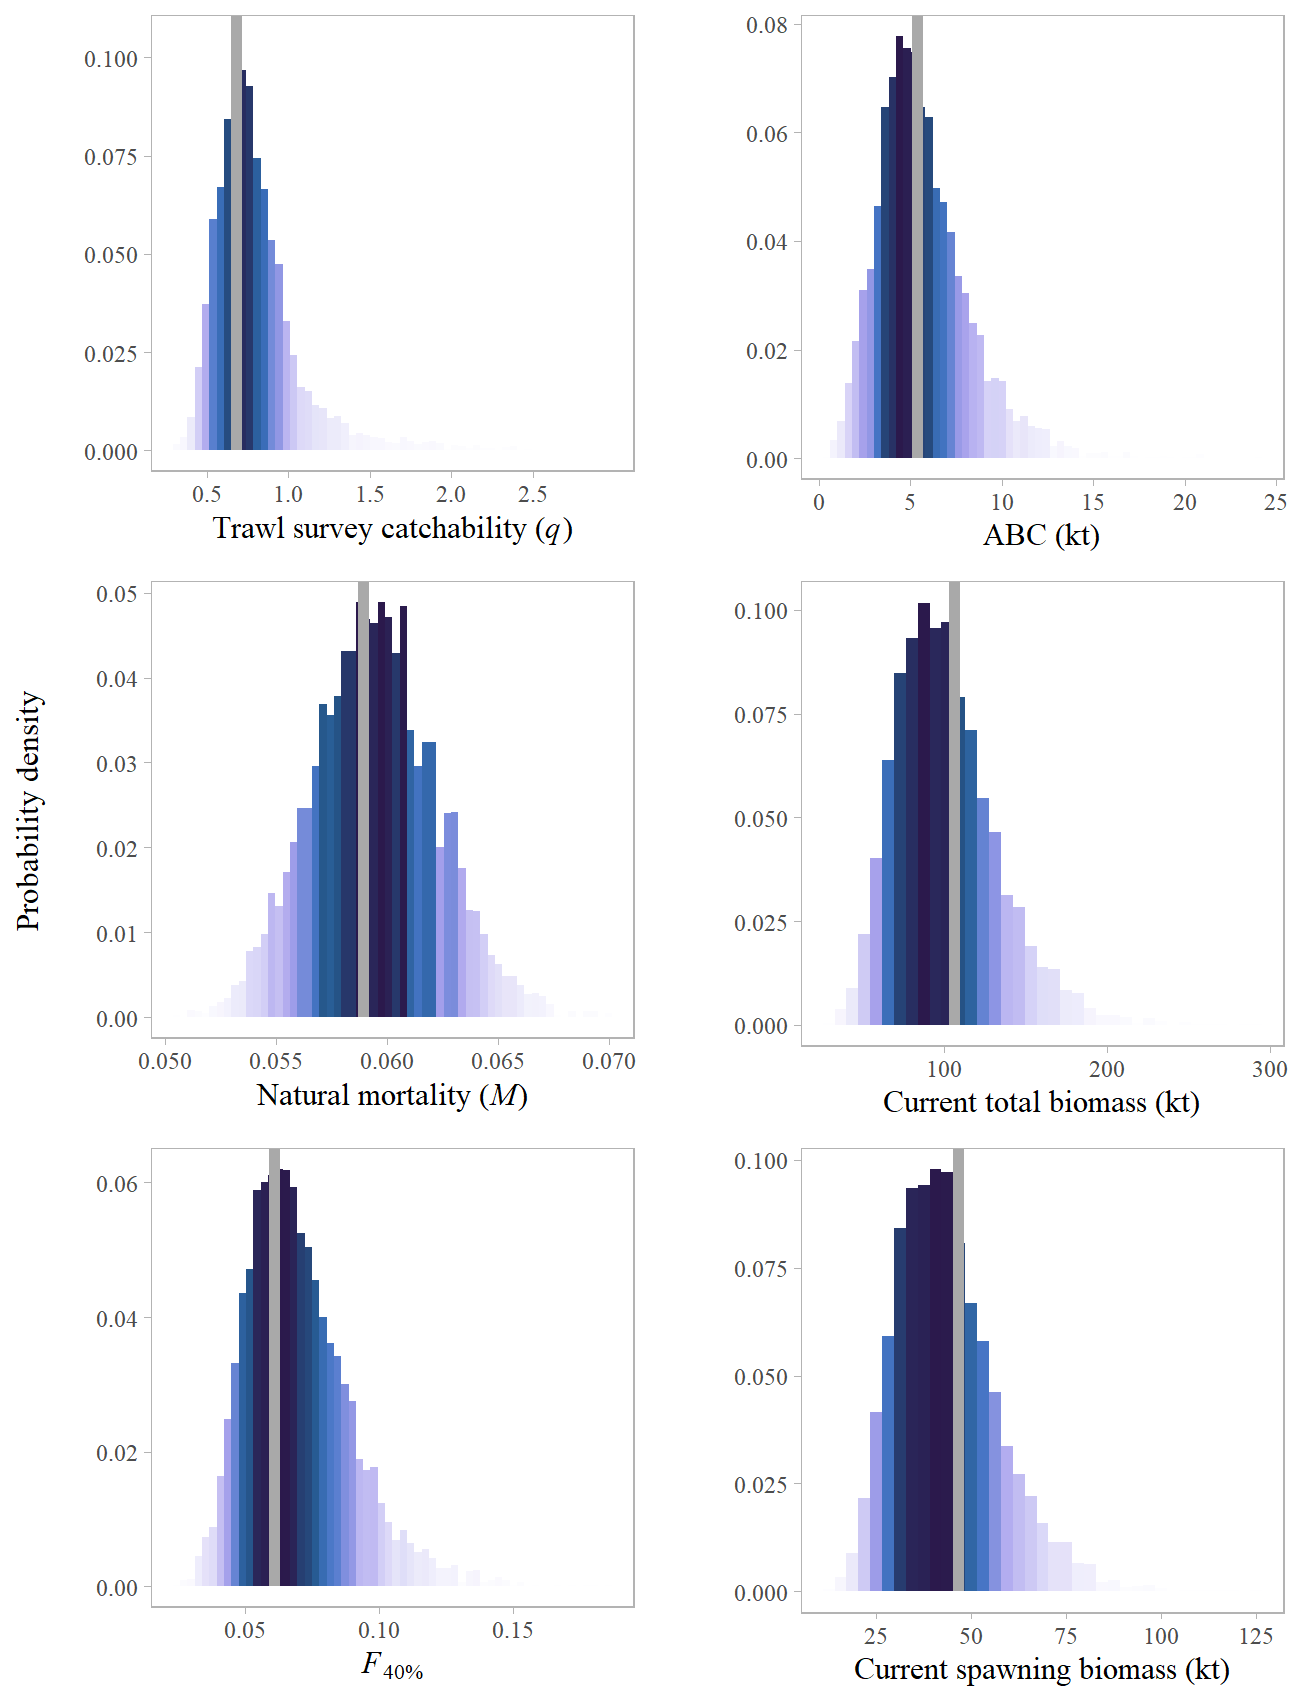 Probability density
0.100
0.075
0.050
0.025
0.000
0.5 1.0 1.5 2.0 2.5
Trawl survey catchability (q)
0.08
0.06
0.04
0.02
0.00
0 5 10 15 20 25
ABC (kt)
0.05
0.04
0.03
0.02
0.01
0.00
0.050 0.055 0.060 0.065 0.070
Natural mortality (M)
0.100
0.075
0.050
0.025
0.000
100 200 300
Current total biomass (kt)
0.06
0.04
0.02
0.00
0.05 0.10 0.15
F40%
0.100
0.075
0.050
0.025
0.000
25 50 75 100 125
Current spawning biomass (kt)